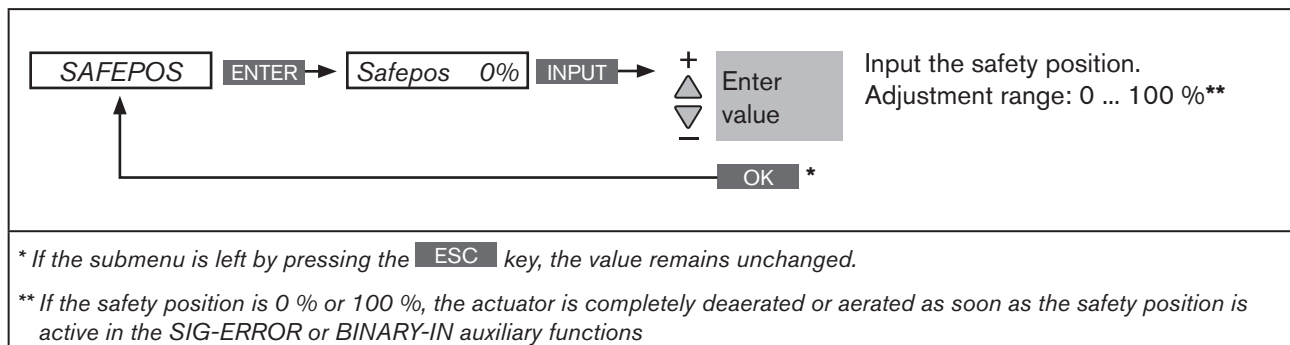 SAFEPOS ENTER Safepos 0% INPUT + Enter value − Input the safety position.
Adjustment range: 0 ... 100 %**
OK *
* If the submenu is left by pressing the ESC key, the value remains unchanged.
** If the safety position is 0 % or 100 %, the actuator is completely deaerated or aerated as soon as the safety position is
active in the SIG-ERROR or BINARY-IN auxiliary functions